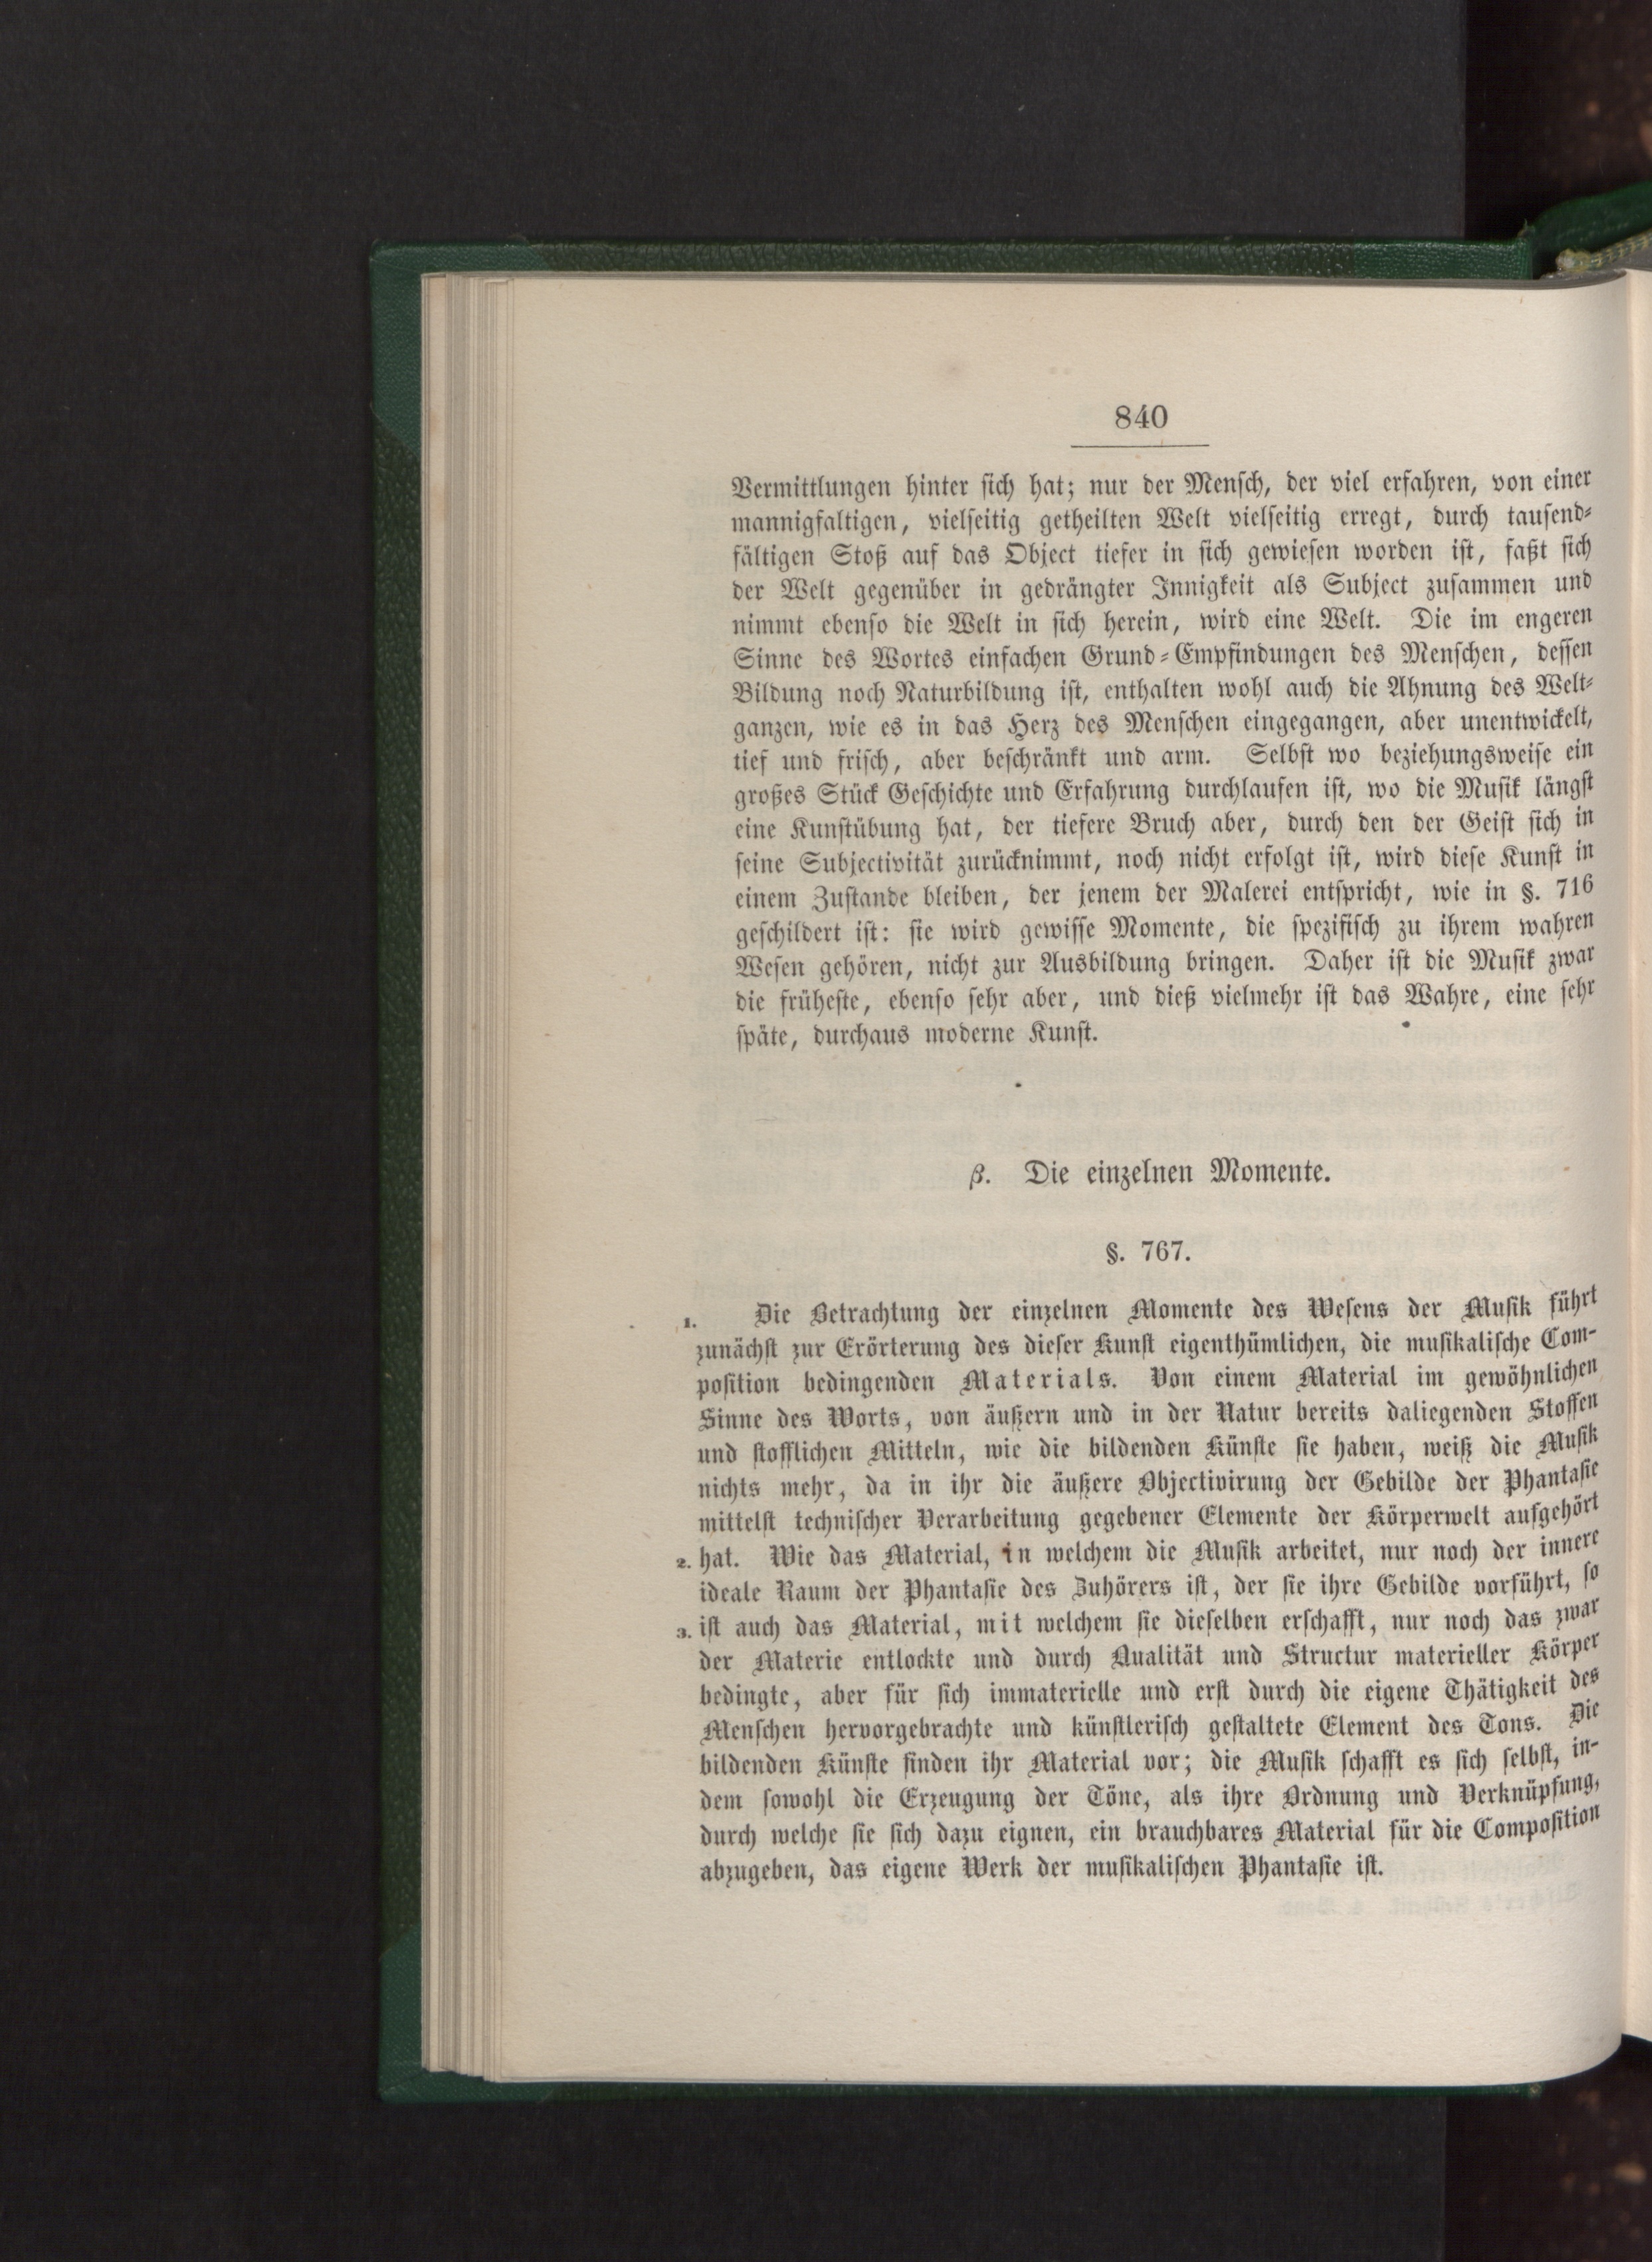 840
Vermittlungen hinter sich hat; nur der Mensch, der viel erfahren, von einer
mannigfaltigen, vielseitig getheilten Welt vielseitig erregt, durch tausend-
fältigen Stoß auf das Object tiefer in sich gewiesen worden ist, faßt sich
der Welt gegenüber in gedrängter Innigkeit als Subject zusammen und
nimmt ebenso die Welt in sich herein, wird eine Welt. Die im engeren
Sinne des Wortes einfachen Grund-Empfindungen des Menschen, dessen
Bildung noch Naturbildung ist, enthalten wohl auch die Ahnung des Welt-
ganzen, wie es in das Herz des Menschen eingegangen, aber unentwickelt,
tief und frisch, aber beschränkt und arm. Selbst wo beziehungsweise ein
großes Stück Geschichte und Erfahrung durchlaufen ist, wo die Musik längst
eine Kunstübung hat, der tiefere Bruch aber, durch den der Geist sich in
seine Subjectivität zurücknimmt, noch nicht erfolgt ist, wird diese Kunst in
einem Zustande bleiben, der jenem der Malerei entspricht, wie in §. 716
geschildert ist: sie wird gewisse Momente, die spezifisch zu ihrem wahren
Wesen gehören, nicht zur Ausbildung bringen. Daher ist die Musik zwar
die früheste, ebenso sehr aber, und dieß vielmehr ist das Wahre, eine sehr
späte, durchaus moderne Kunst.
β. Die einzelnen Momente.
§. 767.
1. Die Betrachtung der einzelnen Momente des Wesens der Musik führt
zunächst zur Erörterung des dieser Kunst eigenthümlichen, die musikalische Com-
position bedingenden Materials. Von einem Material im gewöhnlichen
Sinne des Worts, von äußern und in der Natur bereits daliegenden Stoffen
und stofflichen Mitteln, wie die bildenden Künste sie haben, weiß die Musik
nichts mehr, da in ihr die äußere Objectivirung der Gebilde der Phantasie
mittelst technischer Verarbeitung gegebener Elemente der Körperwelt aufgehört
2. hat. Wie das Material, in welchem die Musik arbeitet, nur noch der innere
ideale Raum der Phantasie des Zuhörers ist, der sie ihre Gebilde vorführt, so
3. ist auch das Material, mit welchem sie dieselben erschafft, nur noch das zwar
der Materie entlockte und durch Qualität und Structur materieller Körper
bedingte, aber für sich immaterielle und erst durch die eigene Thätigkeit des
Menschen hervorgebrachte und künstlerisch gestaltete Element des Tons. Die
bildenden Künste finden ihr Material vor; die Musik schafft es sich selbst, in-
dem sowohl die Erzeugung der Töne, als ihre Ordnung und Verknüpfung,
durch welche sie sich dazu eignen, ein brauchbares Material für die Composition
abzugeben, das eigene Werk der musikalischen Phantasie ist.